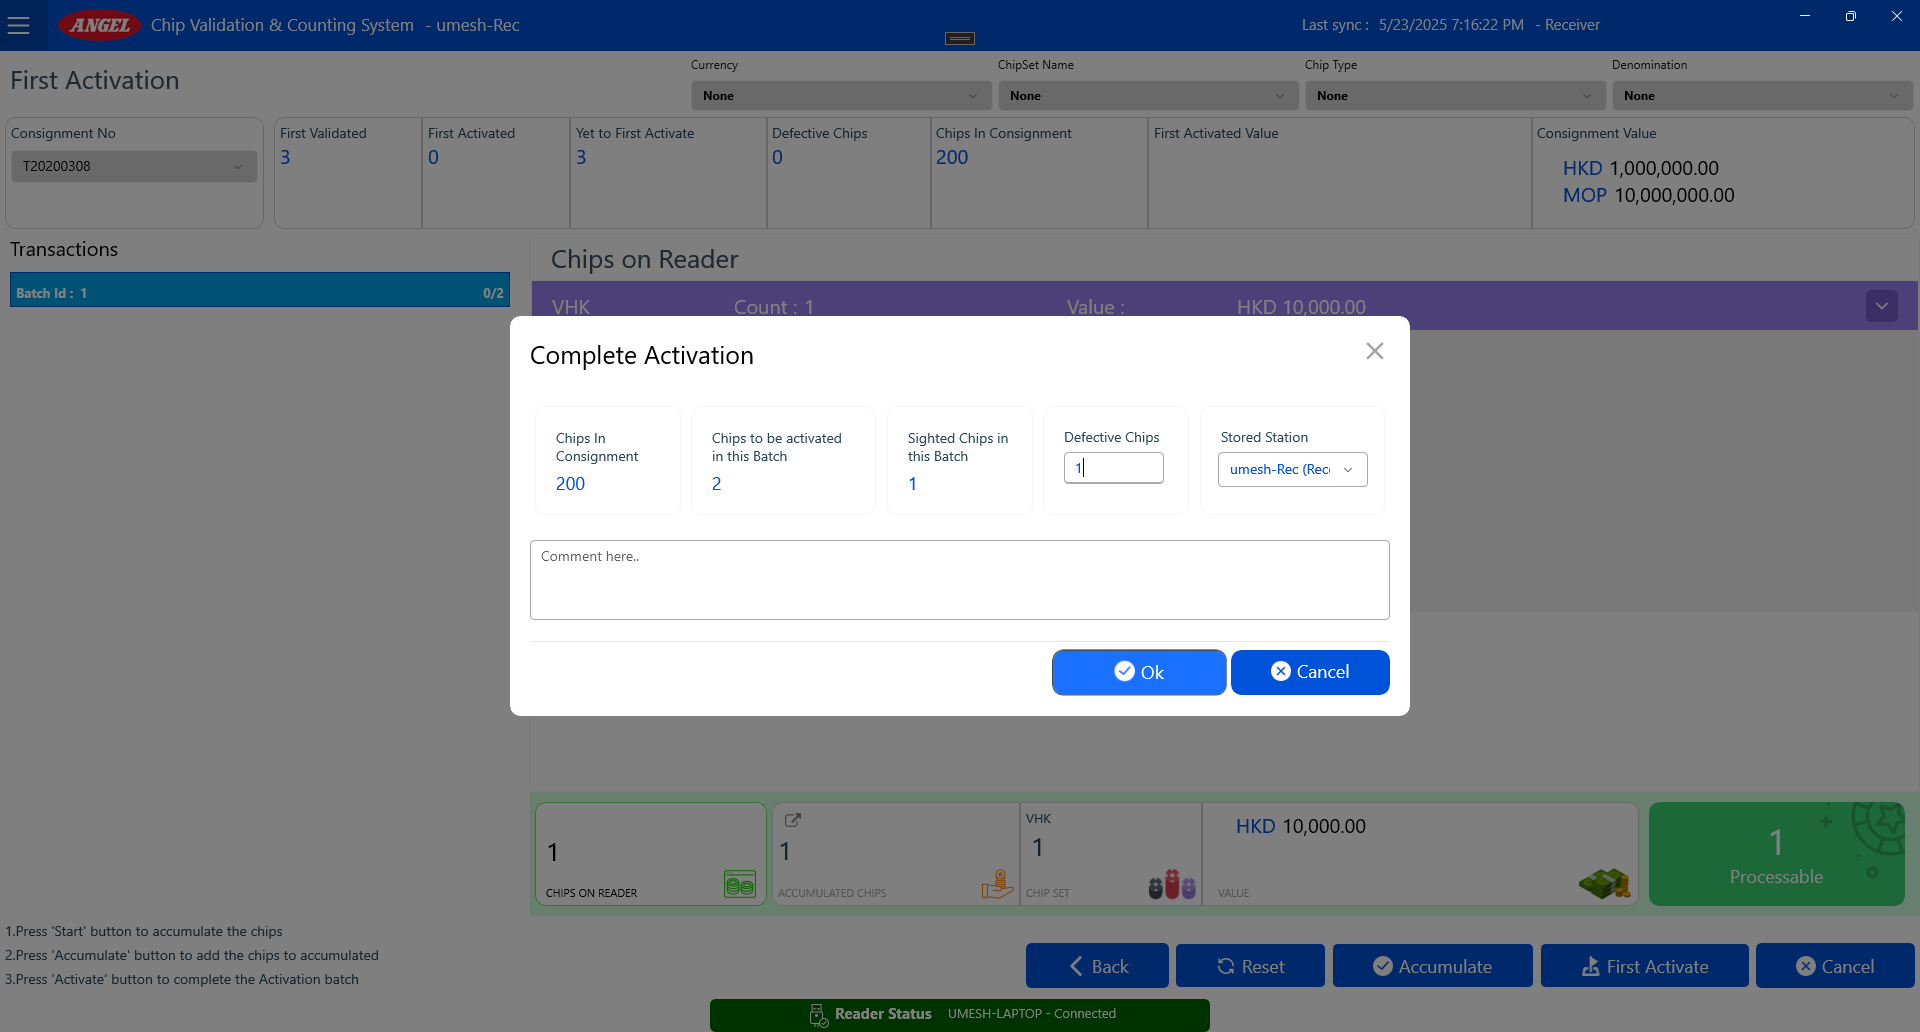 ANGEL Chip Validation & Counting System - umesh-Rec Last sync : 5/23/2025 7:16:22 PM - Receiver
First Activation
Currency ChipSet Name Chip Type Denomination
None None None None
Consignment No First Validated First Activated Yet to First Activate Defective Chips Chips In Consignment First Activated Value Consignment Value
T20200308 3 0 3 0 200
HKD 1,000,000.00
MOP 10,000,000.00
Transactions
Batch Id : 1 0/2
Chips on Reader
VHK Count : 1 Value : HKD 10,000.00
Complete Activation
Chips In
Consignment
200
Chips to be activated
in this Batch
2
Sighted Chips in
this Batch
1
Defective Chips
1
Stored Station
umesh-Rec (Rec
Comment here..
Ok Cancel
1
CHIPS ON READER
1
ACCUMULATED CHIPS
VHK
1
CHIP SET
HKD 10,000.00
VALUE
1
Processable
1.Press 'Start' button to accumulate the chips
2.Press 'Accumulate' button to add the chips to accumulated
3.Press 'Activate' button to complete the Activation batch
Back Reset Accumulate First Activate Cancel
Reader Status UMESH-LAPTOP - Connected